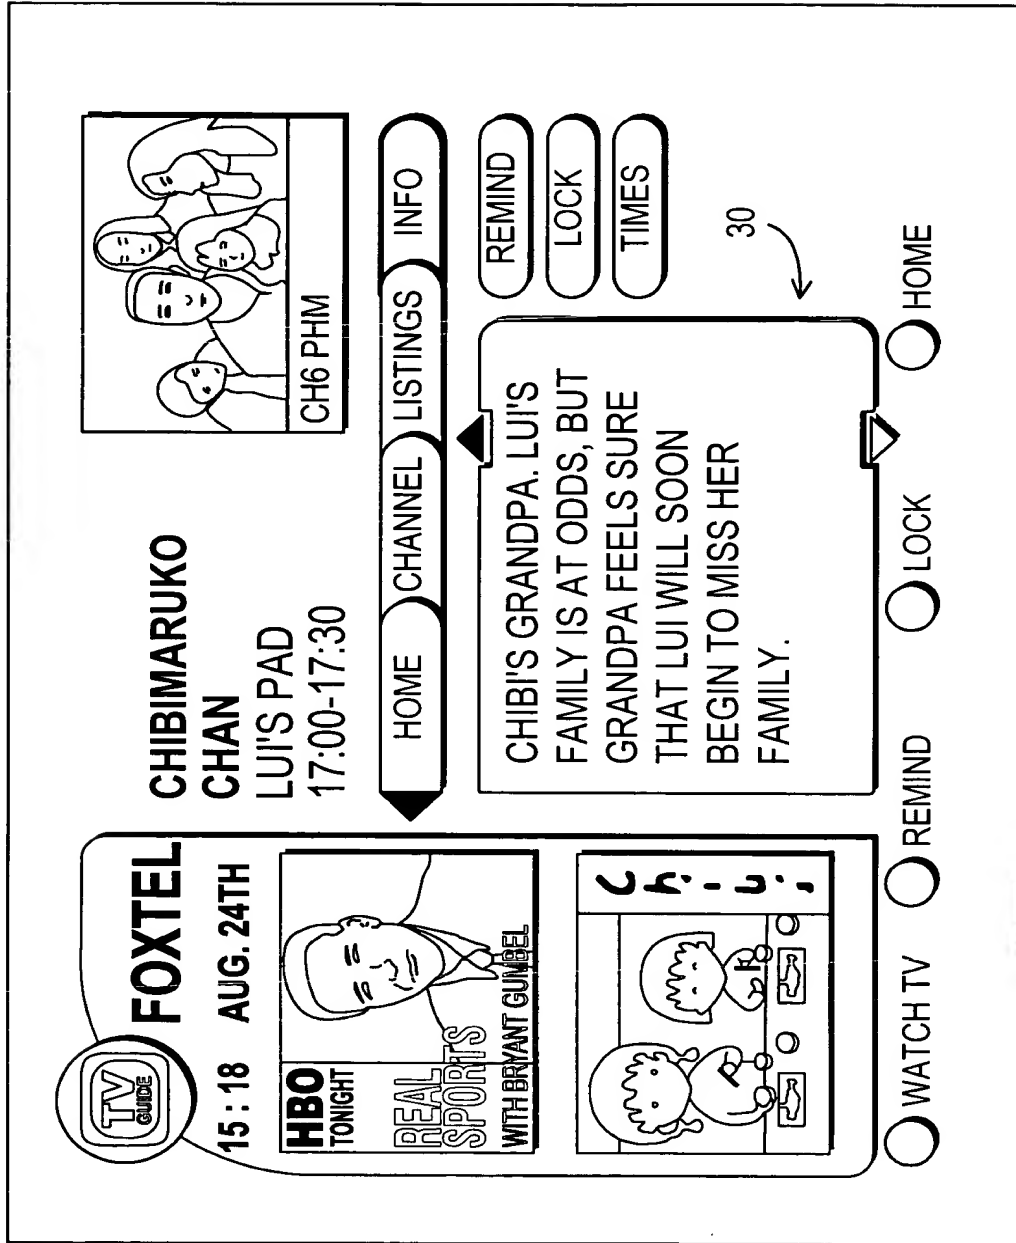 TV
GUIDE
FOXTEL
15:18 AUG. 24TH
HBO
TONIGHT
REAL
SPORTS
WITH BRYANT GUMBEL
CHIBIMARUKO
CHAN
LUI'S PAD
17:00-17:30
CH6 PHM
HOME CHANNEL LISTINGS INFO
CHIBI'S GRANDPA. LUI'S
FAMILY IS AT ODDS, BUT
GRANDPA FEELS SURE
THAT LUI WILL SOON
BEGIN TO MISS HER
FAMILY.
REMIND
LOCK
TIMES
30
WATCH TV REMIND LOCK HOME